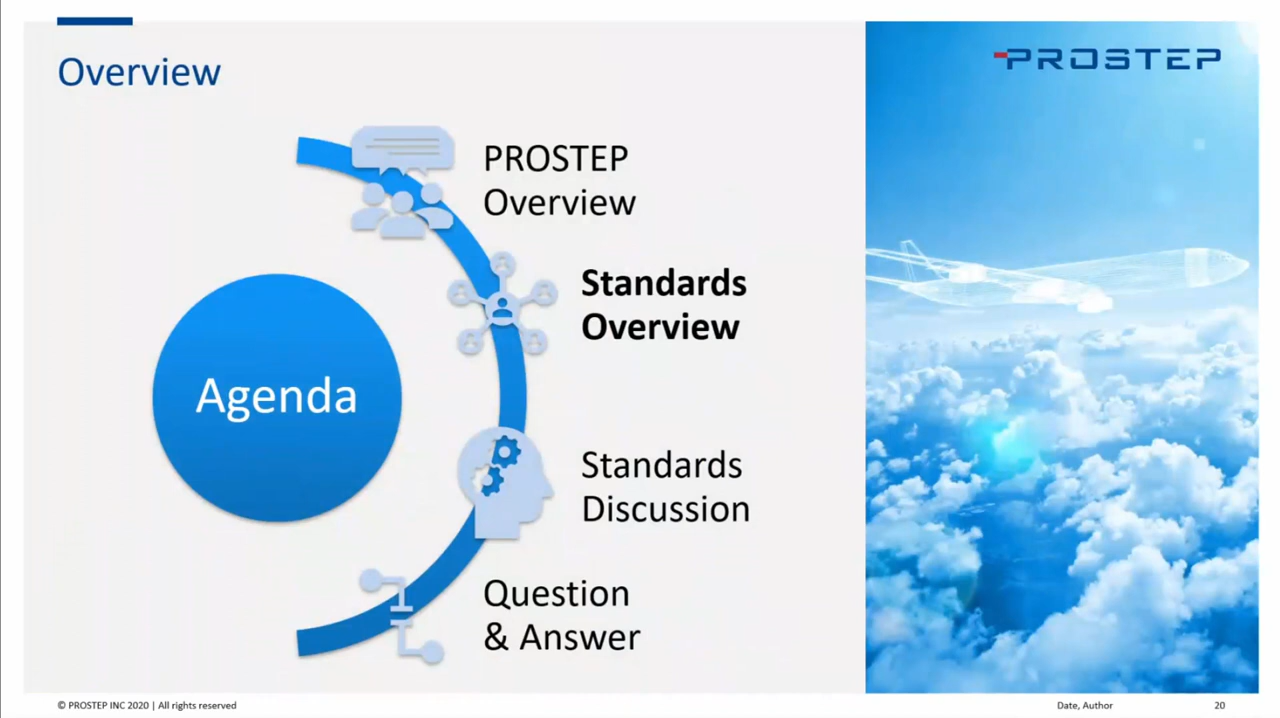 Overview
PROSTEP
PROSTEP
Overview
Standards
Overview
Agenda
Standards
Discussion
Question
& Answer
© PROSTEP INC 2020 | All rights reserved
Date, Author
20